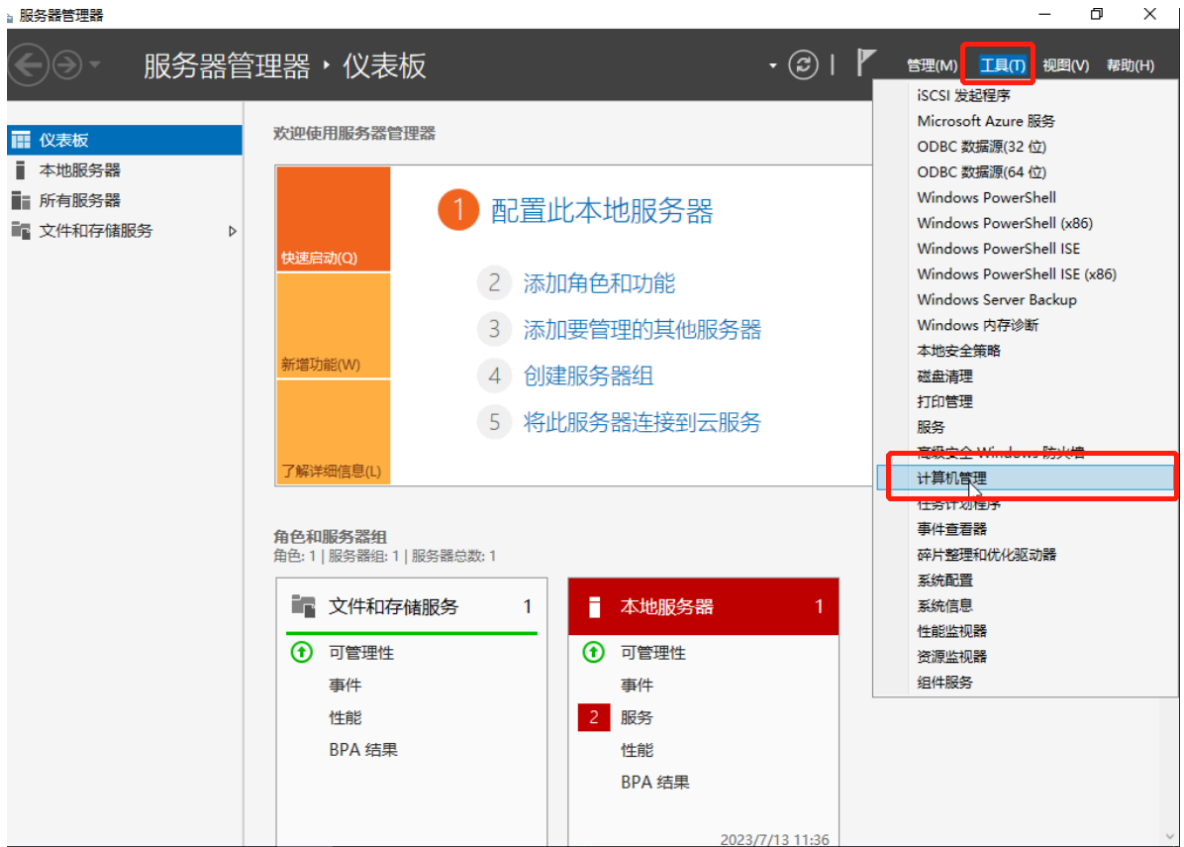 服务器管理器
服务器管理器 · 仪表板
管理(M) 工具(T) 视图(V) 帮助(H)
仪表板
本地服务器
所有服务器
文件和存储服务
欢迎使用服务器管理器
快速启动(Q)
新增功能(W)
了解详细信息(L)
1 配置此本地服务器
2 添加角色和功能
3 添加要管理的其他服务器
4 创建服务器组
5 将此服务器连接到云服务
角色和服务器组
角色: 1 | 服务器组: 1 | 服务器总数: 1
文件和存储服务 1
可管理性
事件
性能
BPA 结果
本地服务器 1
可管理性
事件
2 服务
性能
BPA 结果
2023/7/13 11:36
iSCSI 发起程序
Microsoft Azure 服务
ODBC 数据源(32 位)
ODBC 数据源(64 位)
Windows PowerShell
Windows PowerShell (x86)
Windows PowerShell ISE
Windows PowerShell ISE (x86)
Windows Server Backup
Windows 内存诊断
本地安全策略
磁盘清理
打印管理
服务
高级安全 Windows 防火墙
计算机管理
任务计划程序
事件查看器
碎片整理和优化驱动器
系统配置
系统信息
性能监视器
资源监视器
组件服务